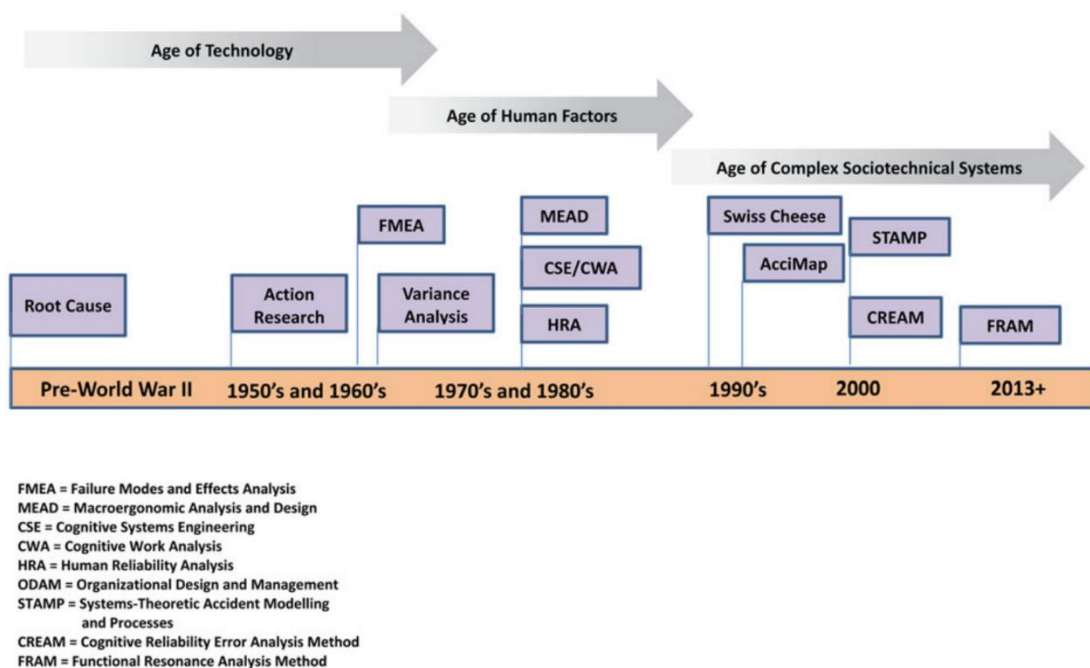 Age of Technology
Age of Human Factors
Age of Complex Sociotechnical Systems
MEAD
Swiss Cheese
FMEA
STAMP
CSE/CWA
AcciMap
Root Cause
Action
Research
Variance
Analysis
HRA
CREAM
FRAM
Pre-World War II
1950's and 1960's
1970's and 1980's
1990's
2000
2013+
FMEA = Failure Modes and Effects Analysis
MEAD = Macroergonomic Analysis and Design
CSE = Cognitive Systems Engineering
CWA = Cognitive Work Analysis
HRA = Human Reliability Analysis
ODAM = Organizational Design and Management
STAMP = Systems-Theoretic Accident Modelling
and Processes
CREAM = Cognitive Reliability Error Analysis Method
FRAM = Functional Resonance Analysis Method